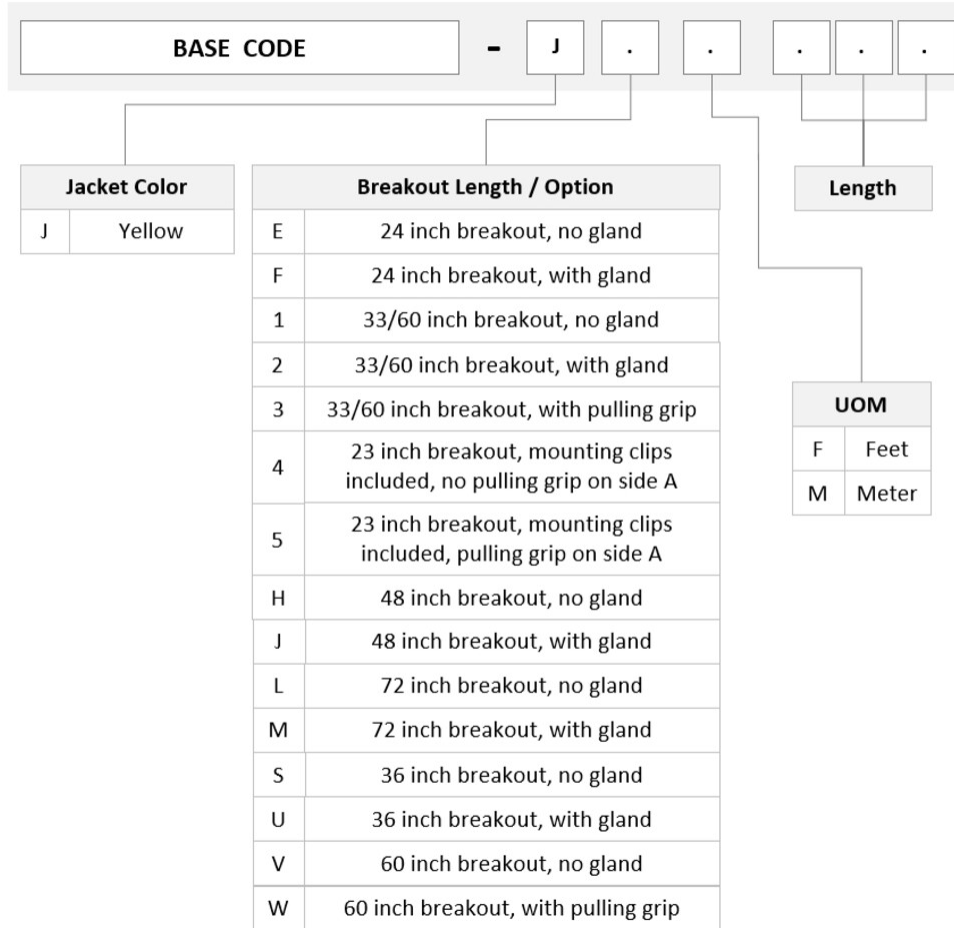 BASE CODE - J . . . . .
Jacket Color
J Yellow
Breakout Length / Option
E 24 inch breakout, no gland
F 24 inch breakout, with gland
1 33/60 inch breakout, no gland
2 33/60 inch breakout, with gland
3 33/60 inch breakout, with pulling grip
4 23 inch breakout, mounting clips
included, no pulling grip on side A
5 23 inch breakout, mounting clips
included, pulling grip on side A
H 48 inch breakout, no gland
J 48 inch breakout, with gland
L 72 inch breakout, no gland
M 72 inch breakout, with gland
S 36 inch breakout, no gland
U 36 inch breakout, with gland
V 60 inch breakout, no gland
W 60 inch breakout, with pulling grip
Length
UOM
F Feet
M Meter